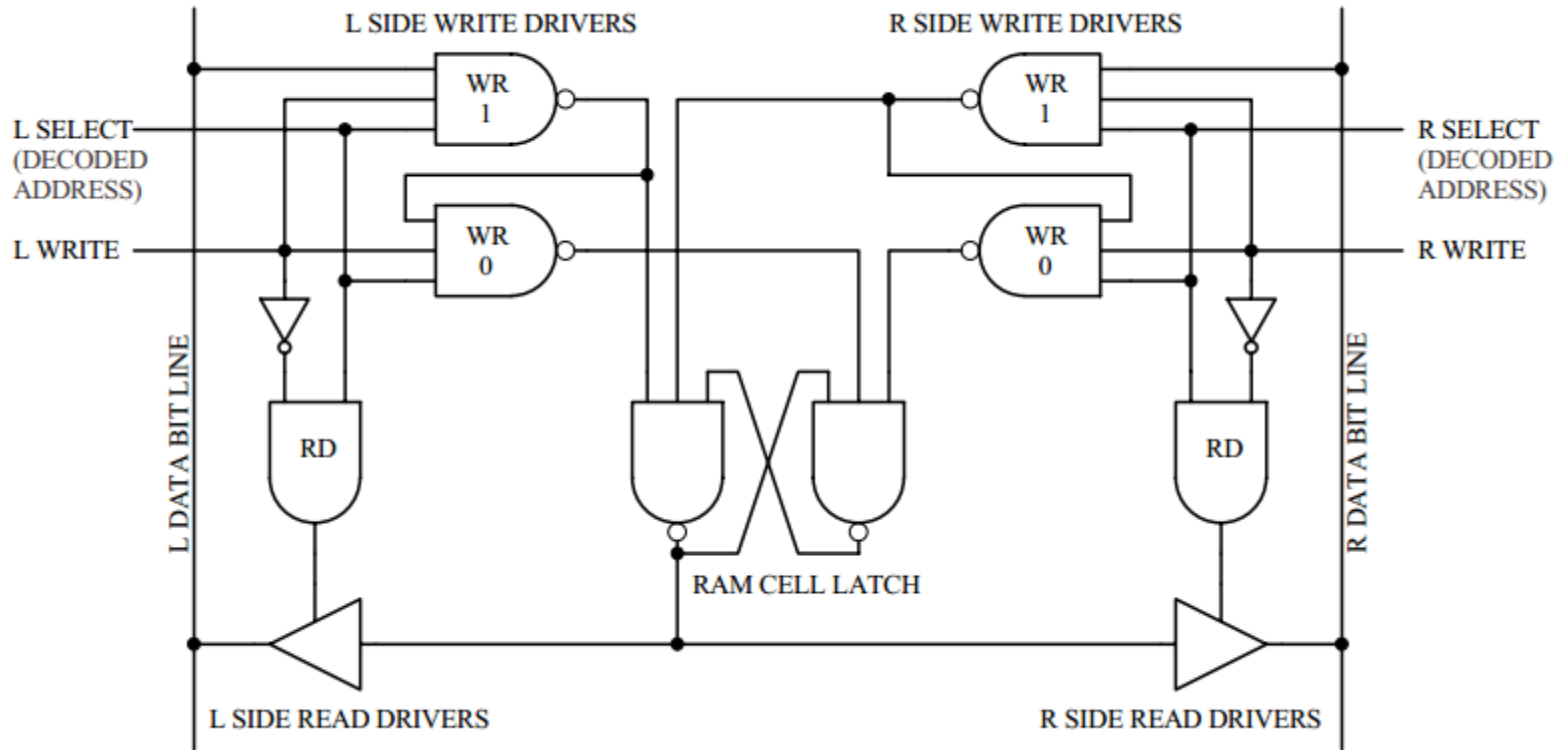 L SIDE WRITE DRIVERS
R SIDE WRITE DRIVERS
WR
1
WR
1
L SELECT
(DECODED
ADDRESS)
R SELECT
(DECODED
ADDRESS)
WR
0
WR
0
L WRITE
R WRITE
L DATA BIT LINE
R DATA BIT LINE
RD
RD
RAM CELL LATCH
L SIDE READ DRIVERS
R SIDE READ DRIVERS